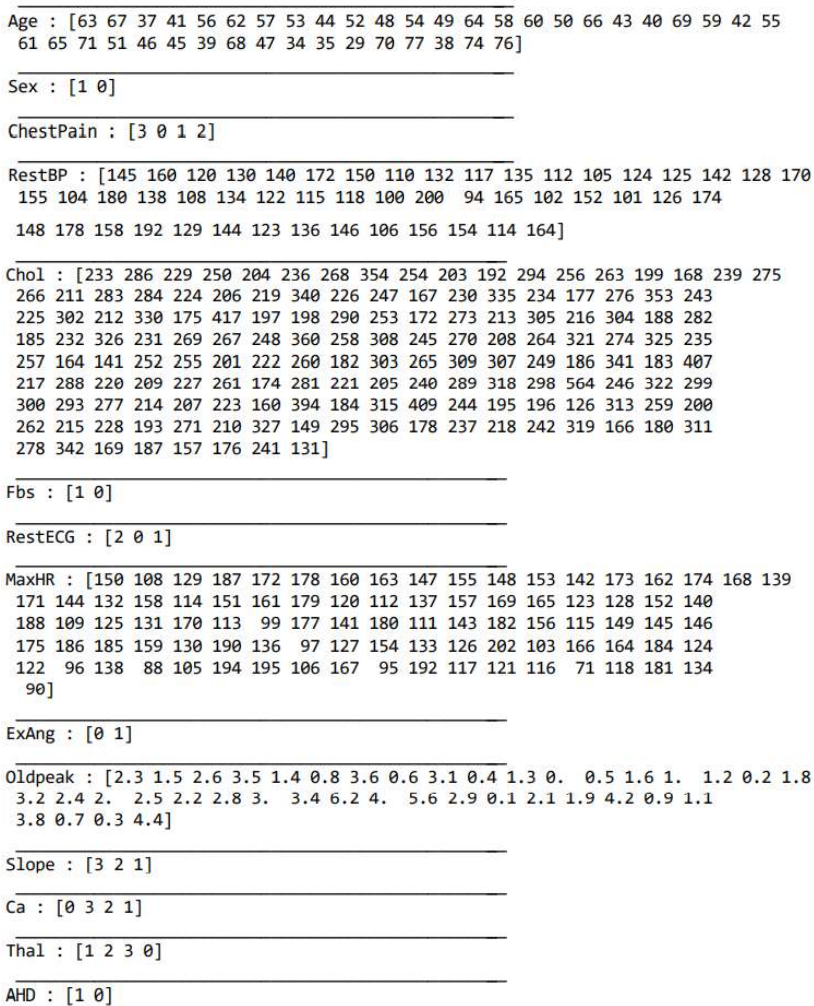 Age : [63 67 37 41 56 62 57 53 44 52 48 54 49 64 58 60 50 66 43 40 69 59 42 55
61 65 71 51 46 45 39 68 47 34 35 29 70 77 38 74 76]
Sex : [1 0]
ChestPain : [3 0 1 2]
RestBP : [145 160 120 130 140 172 150 110 132 117 135 112 105 124 125 142 128 170
155 104 180 138 108 134 122 115 118 100 200  94 165 102 152 101 126 174
148 178 158 192 129 144 123 136 146 106 156 154 114 164]
Chol : [233 286 229 250 204 236 268 354 254 203 192 294 256 263 199 168 239 275
266 211 283 284 224 206 219 340 226 247 167 230 335 234 177 276 353 243
225 302 212 330 175 417 197 198 290 253 172 273 213 305 216 304 188 282
185 232 326 231 269 267 248 360 258 308 245 270 208 264 321 274 325 235
257 164 141 252 255 201 222 260 182 303 265 309 307 249 186 341 183 407
217 288 220 209 227 261 174 281 221 205 240 289 318 298 564 246 322 299
300 293 277 214 207 223 160 394 184 315 409 244 195 196 126 313 259 200
262 215 228 193 271 210 327 149 295 306 178 237 218 242 319 166 180 311
278 342 169 187 157 176 241 131]
Fbs : [1 0]
RestECG : [2 0 1]
MaxHR : [150 108 129 187 172 178 160 163 147 155 148 153 142 173 162 174 168 139
171 144 132 158 114 151 161 179 120 112 137 157 169 165 123 128 152 140
188 109 125 131 170 113  99 177 141 180 111 143 182 156 115 149 145 146
175 186 185 159 130 190 136  97 127 154 133 126 202 103 166 164 184 124
122  96 138  88 105 194 195 106 167  95 192 117 121 116  71 118 181 134
90]
ExAng : [0 1]
Oldpeak : [2.3 1.5 2.6 3.5 1.4 0.8 3.6 0.6 3.1 0.4 1.3 0.  0.5 1.6 1.  1.2 0.2 1.8
3.2 2.4 2.  2.5 2.2 2.8 3.  3.4 6.2 4.  5.6 2.9 0.1 2.1 1.9 4.2 0.9 1.1
3.8 0.7 0.3 4.4]
Slope : [3 2 1]
Ca : [0 3 2 1]
Thal : [1 2 3 0]
AHD : [1 0]